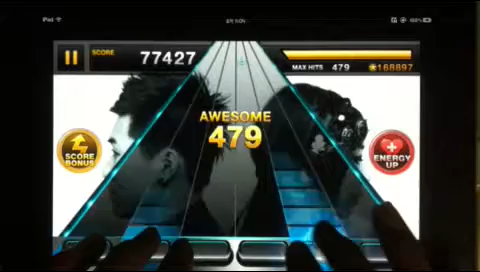 iPad
SCORE 77427
MAX HITS 479 168897
AWESOME
479
SCORE
BONUS
ENERGY
UP